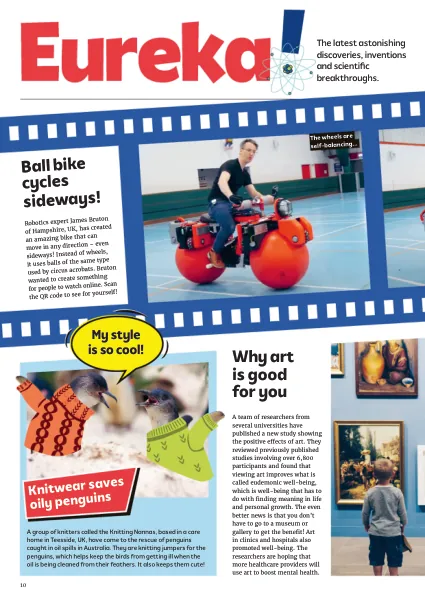 Eureka!
The latest astonishing
discoveries, inventions
and scientific
breakthroughs.
The wheels are
self-balancing...
Ball bike
cycles
sideways!
Robotics expert James Bruton
of Hampshire, UK, has created
an amazing bike that can
move in any direction – even
sideways! Instead of wheels,
it uses balls of the same type
used by circus acrobats. Bruton
wanted to create something
for people to watch online. Scan
the QR code to see for yourself!
My style
is so cool!
Knitwear saves
oily penguins
A group of knitters called the Knitting Nannas, based in a care
home in Teesside, UK, have come to the rescue of penguins
caught in oil spills in Australia. They are knitting jumpers for the
penguins, which helps keep the birds from getting ill when the
oil is being cleaned from their feathers. It also keeps them cute!
Why art
is good
for you
A team of researchers from
several universities have
published a new study showing
the positive effects of art. They
reviewed previously published
studies involving over 6,800
participants and found that
viewing art improves what is
called eudemonic well-being,
which is well-being that has to
do with finding meaning in life
and personal growth. The even
better news is that you don't
have to go to a museum or
gallery to get the benefit! Art
in clinics and hospitals also
promoted well-being. The
researchers are hoping that
more healthcare providers will
use art to boost mental health.
10